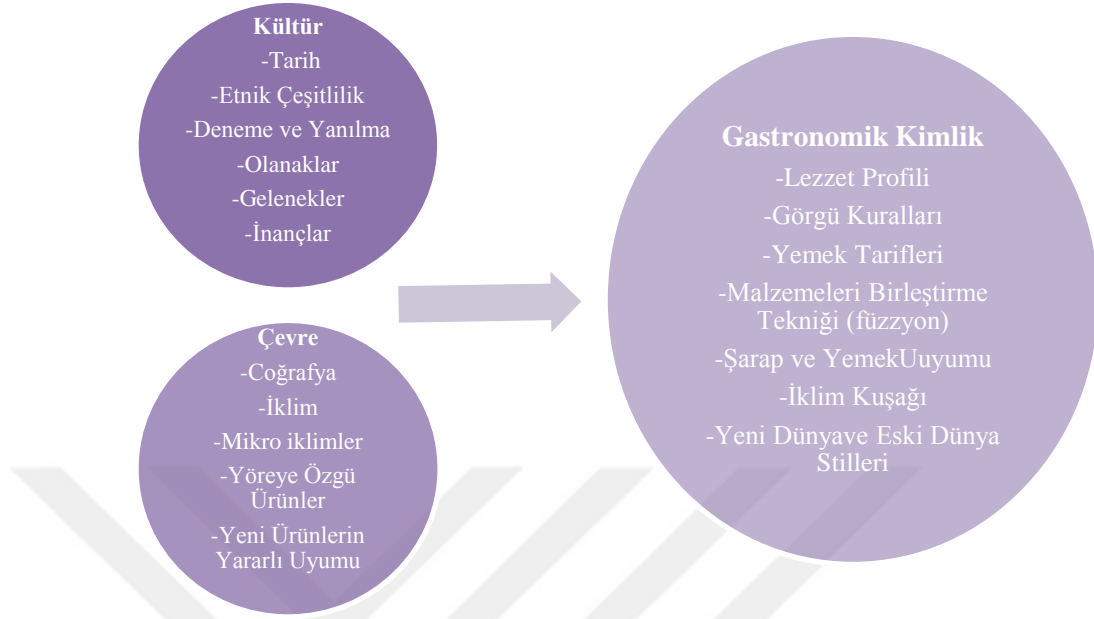 Kültür
-Tarih
-Etnik Çeşitlilik
-Deneme ve Yanılma
-Olanaklar
-Gelenekler
-İnançlar
Çevre
-Coğrafya
-İklim
-Mikro iklimler
-Yöreye Özgü
Ürünler
-Yeni Ürünlerin
Yararlı Uyumu
Gastronomik Kimlik
-Lezzet Profili
-Görgü Kuralları
-Yemek Tarifleri
-Malzemeleri Birleştirme
Tekniği (füzzyon)
-Şarap ve YemekUuyumu
-İklim Kuşağı
-Yeni Dünyave Eski Dünya
Stilleri